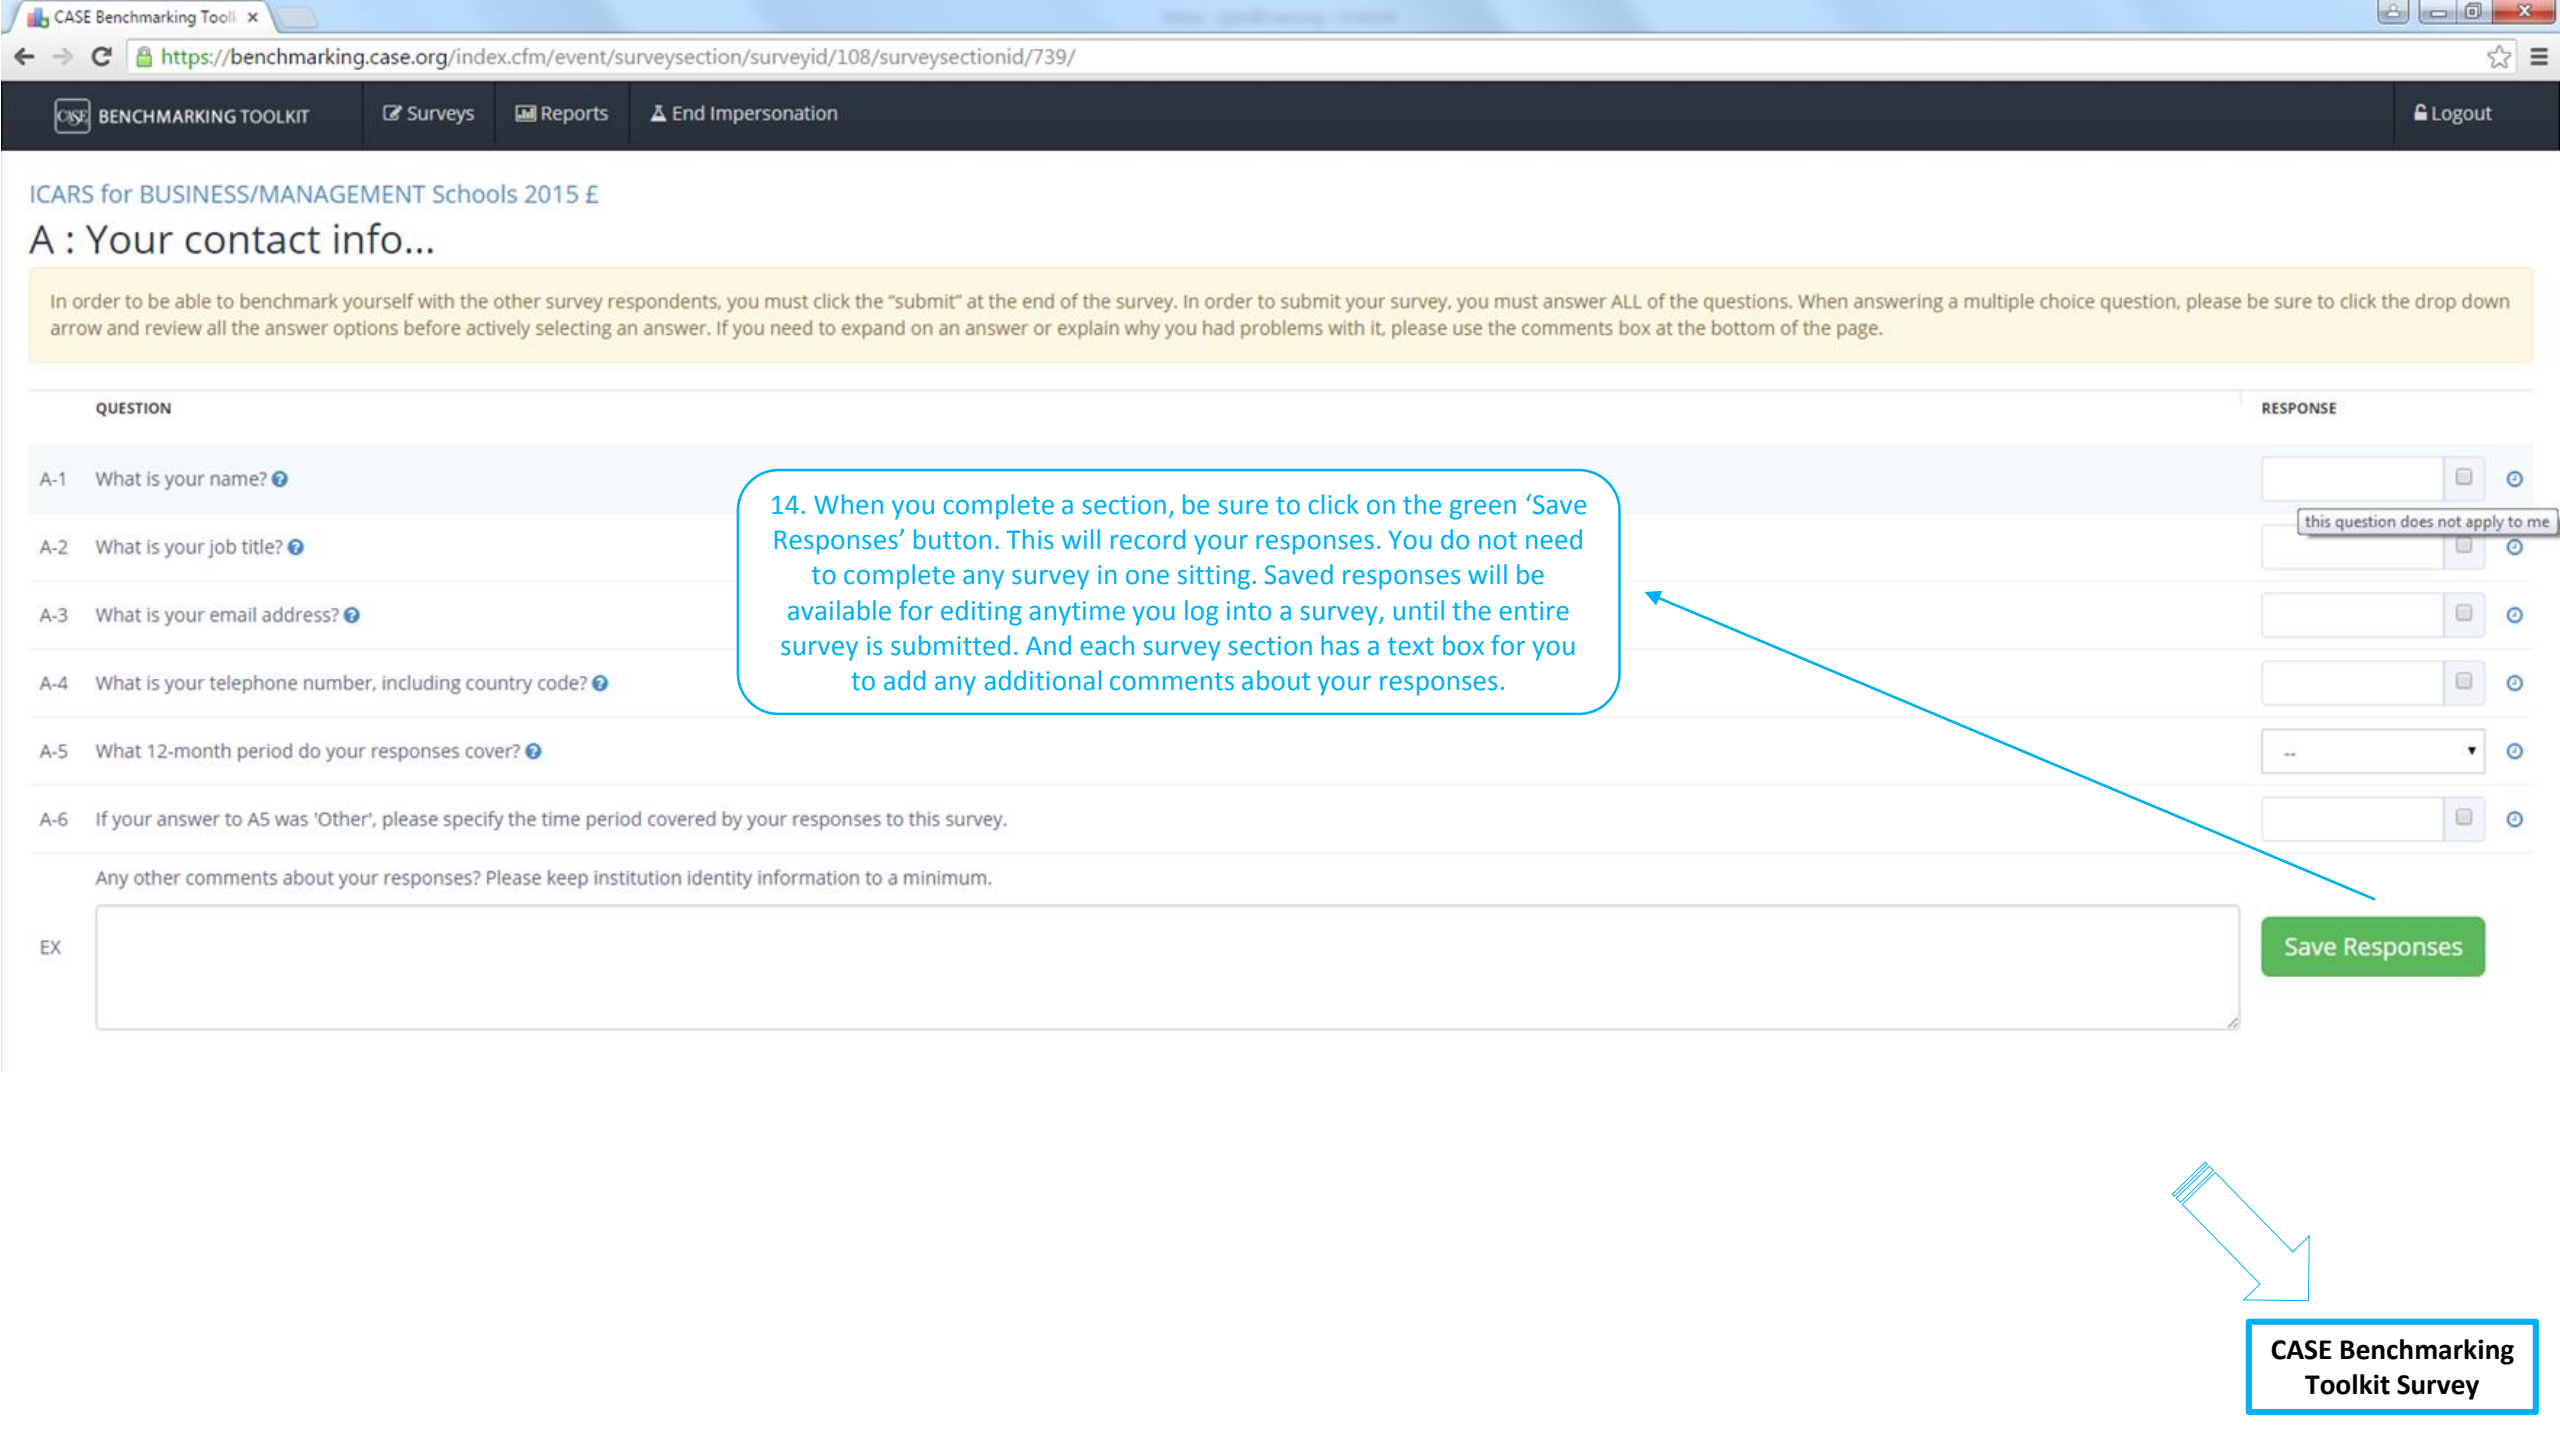 CASE Benchmarking Tool
https://benchmarking.case.org/index.cfm/event/surveysection/surveyid/108/surveysectionid/739/
CASE BENCHMARKING TOOLKIT Surveys Reports End Impersonation Logout
ICARS for BUSINESS/MANAGEMENT Schools 2015 £
A : Your contact info...
In order to be able to benchmark yourself with the other survey respondents, you must click the “submit” at the end of the survey. In order to submit your survey, you must answer ALL of the questions. When answering a multiple choice question, please be sure to click the drop down
arrow and review all the answer options before actively selecting an answer. If you need to expand on an answer or explain why you had problems with it, please use the comments box at the bottom of the page.
QUESTION RESPONSE
A-1 What is your name?
this question does not apply to me
A-2 What is your job title?
A-3 What is your email address?
A-4 What is your telephone number, including country code?
A-5 What 12-month period do your responses cover? --
A-6 If your answer to A5 was 'Other', please specify the time period covered by your responses to this survey.
Any other comments about your responses? Please keep institution identity information to a minimum.
EX
Save Responses
14. When you complete a section, be sure to click on the green ‘Save
Responses’ button. This will record your responses. You do not need
to complete any survey in one sitting. Saved responses will be
available for editing anytime you log into a survey, until the entire
survey is submitted. And each survey section has a text box for you
to add any additional comments about your responses.
CASE Benchmarking
Toolkit Survey